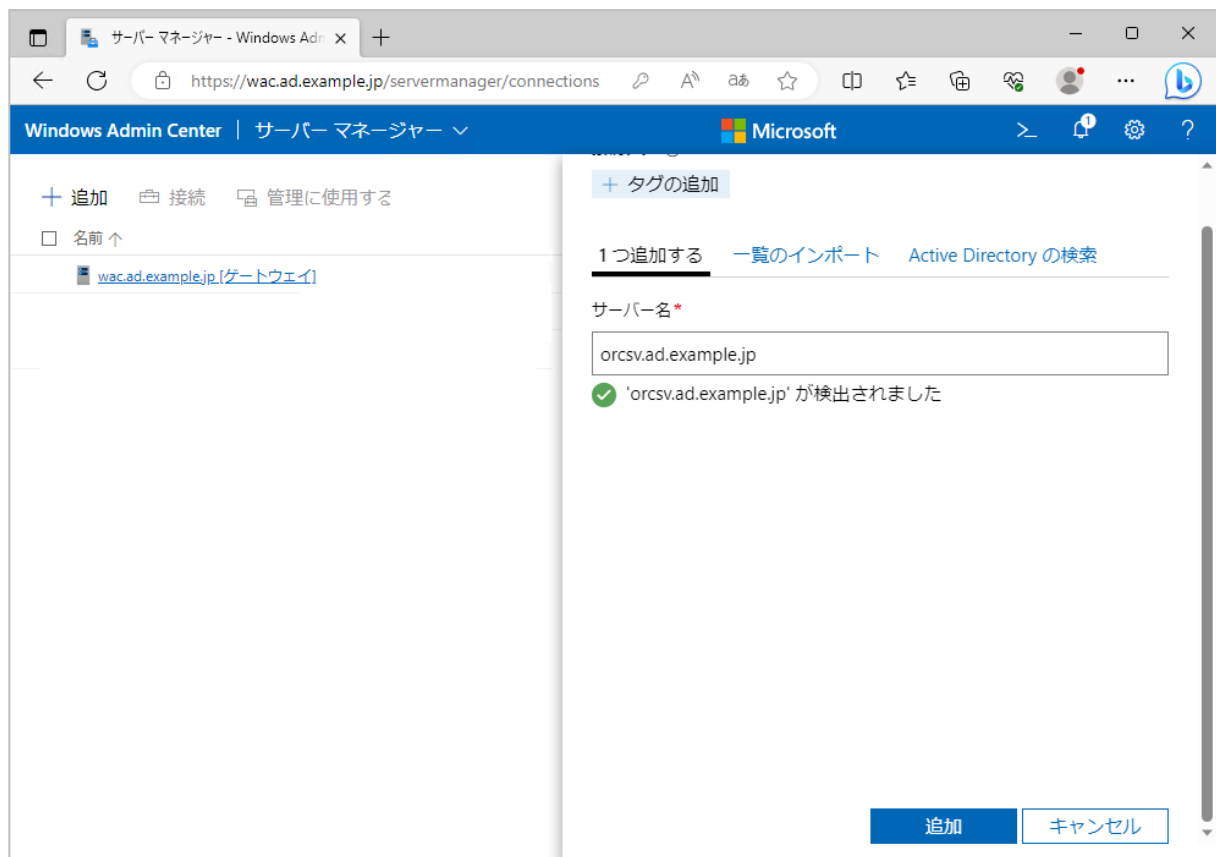 サーバー マネージャー - Windows Adn
https://wac.ad.example.jp/servermanager/connections
aあ
Windows Admin Center | サーバー マネージャー
Microsoft
1
追加 接続 管理に使用する
名前
wac.ad.example.jp [ゲートウェイ]
タグの追加
1 つ追加する 一覧のインポート Active Directory の検索
サーバー名*
orcsv.ad.example.jp
'orcsv.ad.example.jp' が検出されました
追加 キャンセル